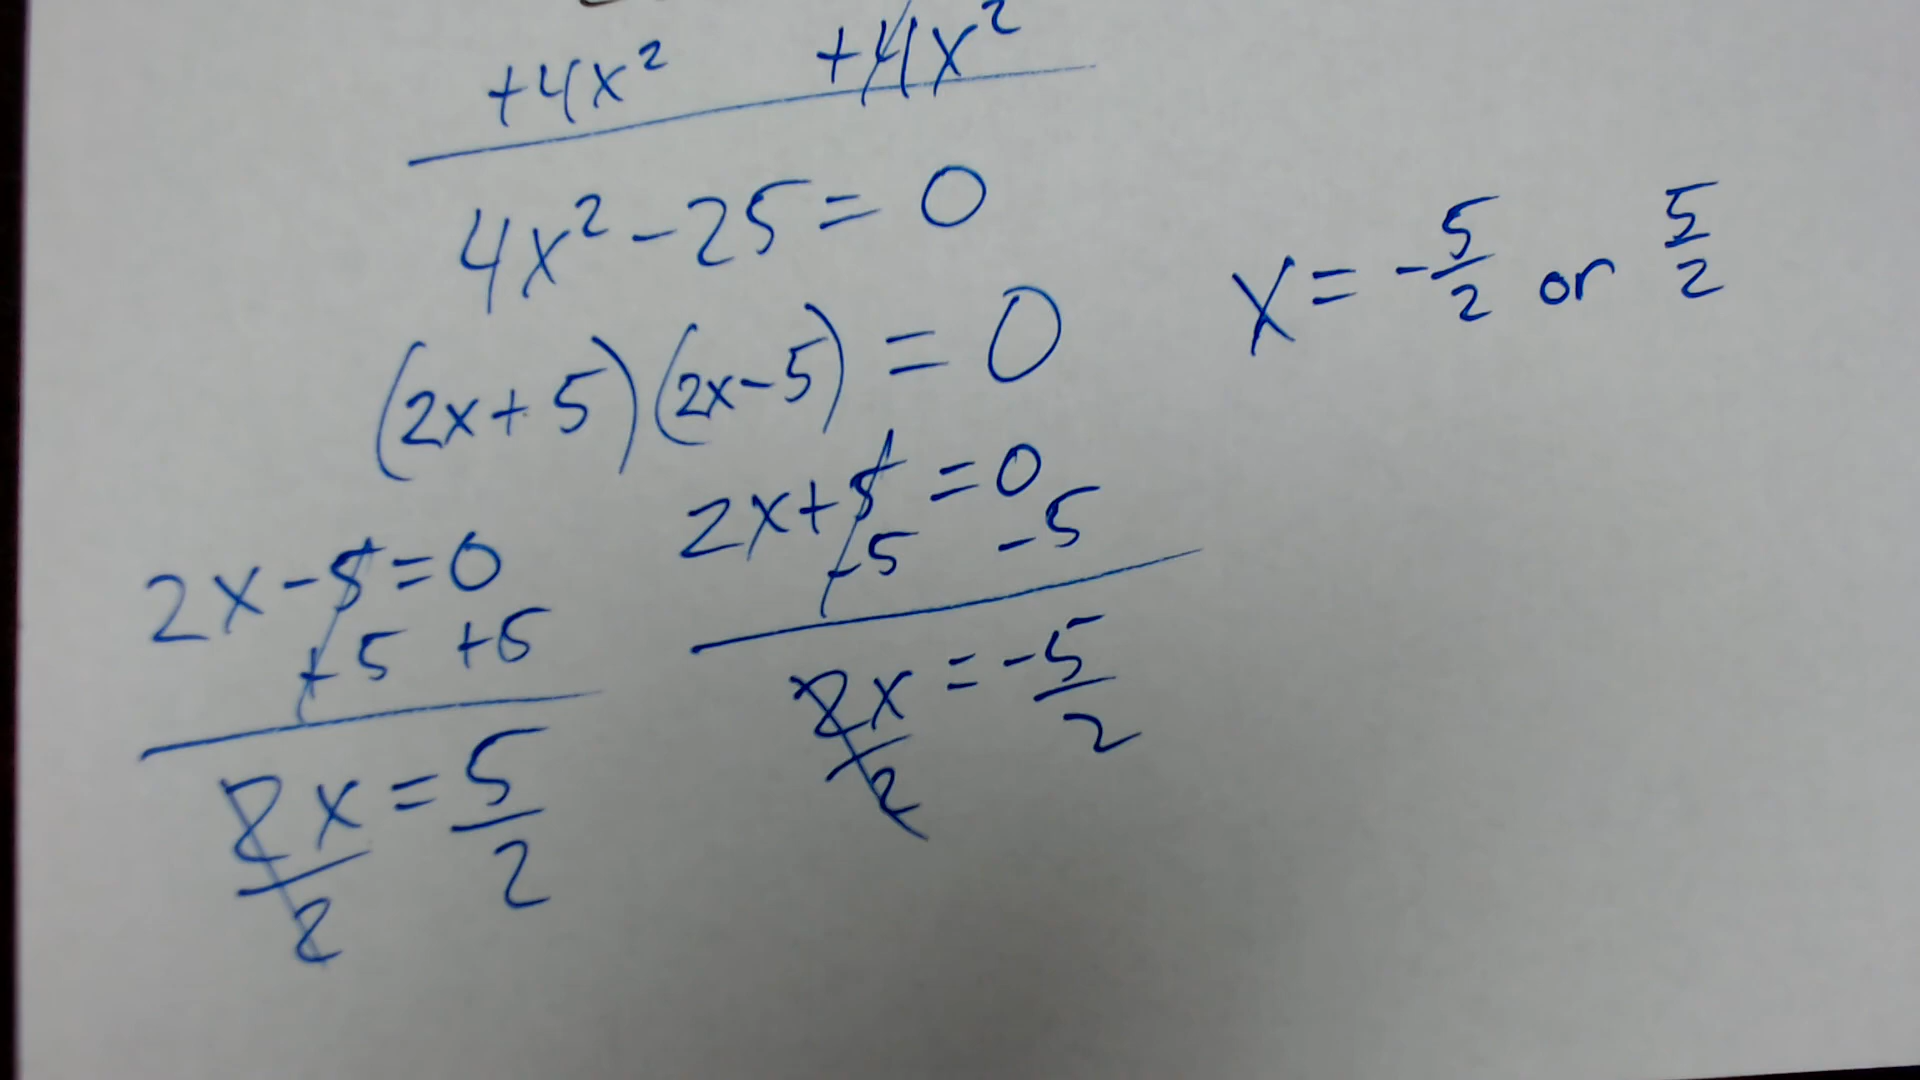 +4x² +4x²
4x² - 25 = 0
(2x + 5)(2x - 5) = 0
x = -5/2 or 5/2
2x + 5 = 0
-5 -5
2x/2 = -5/2
2x - 5 = 0
+5 +5
2x/2 = 5/2